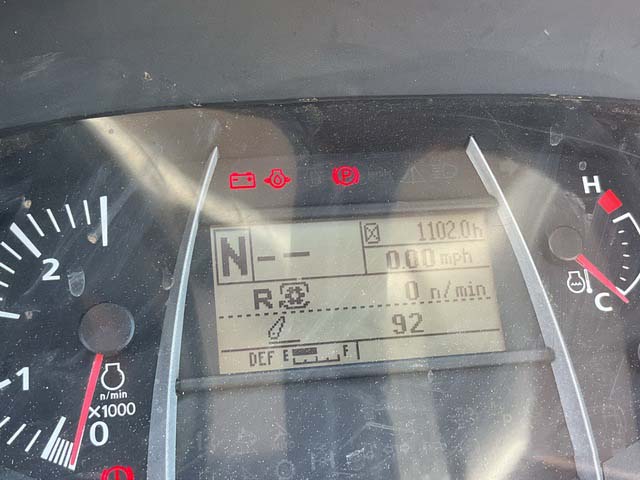 H
2
N -- 1102.0h
0.00 mph
R 0 n/min
92
DEF E F
C
1
n/min
×1000
0
P